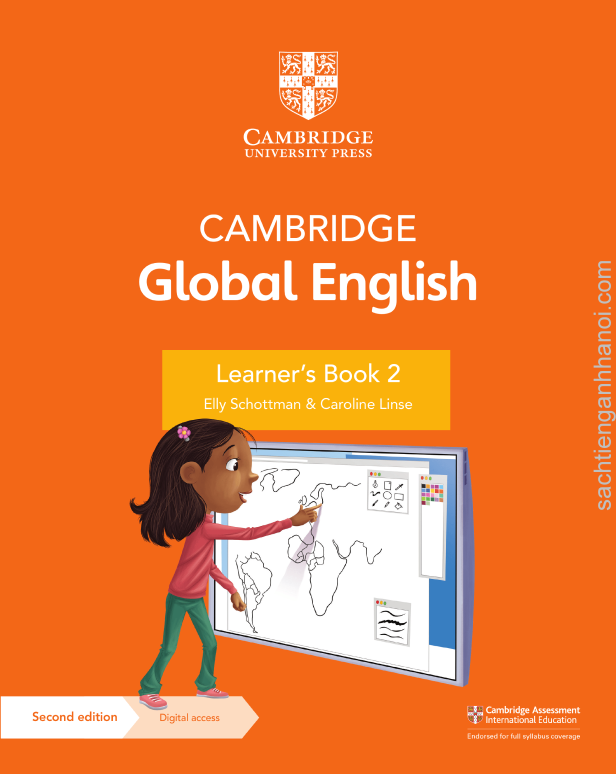 CAMBRIDGE
UNIVERSITY PRESS
CAMBRIDGE
Global English
Learner's Book 2
Elly Schottman & Caroline Linse
sachtienganhhanoi.com
Second edition
Digital access
Cambridge Assessment
International Education
Endorsed for full syllabus coverage